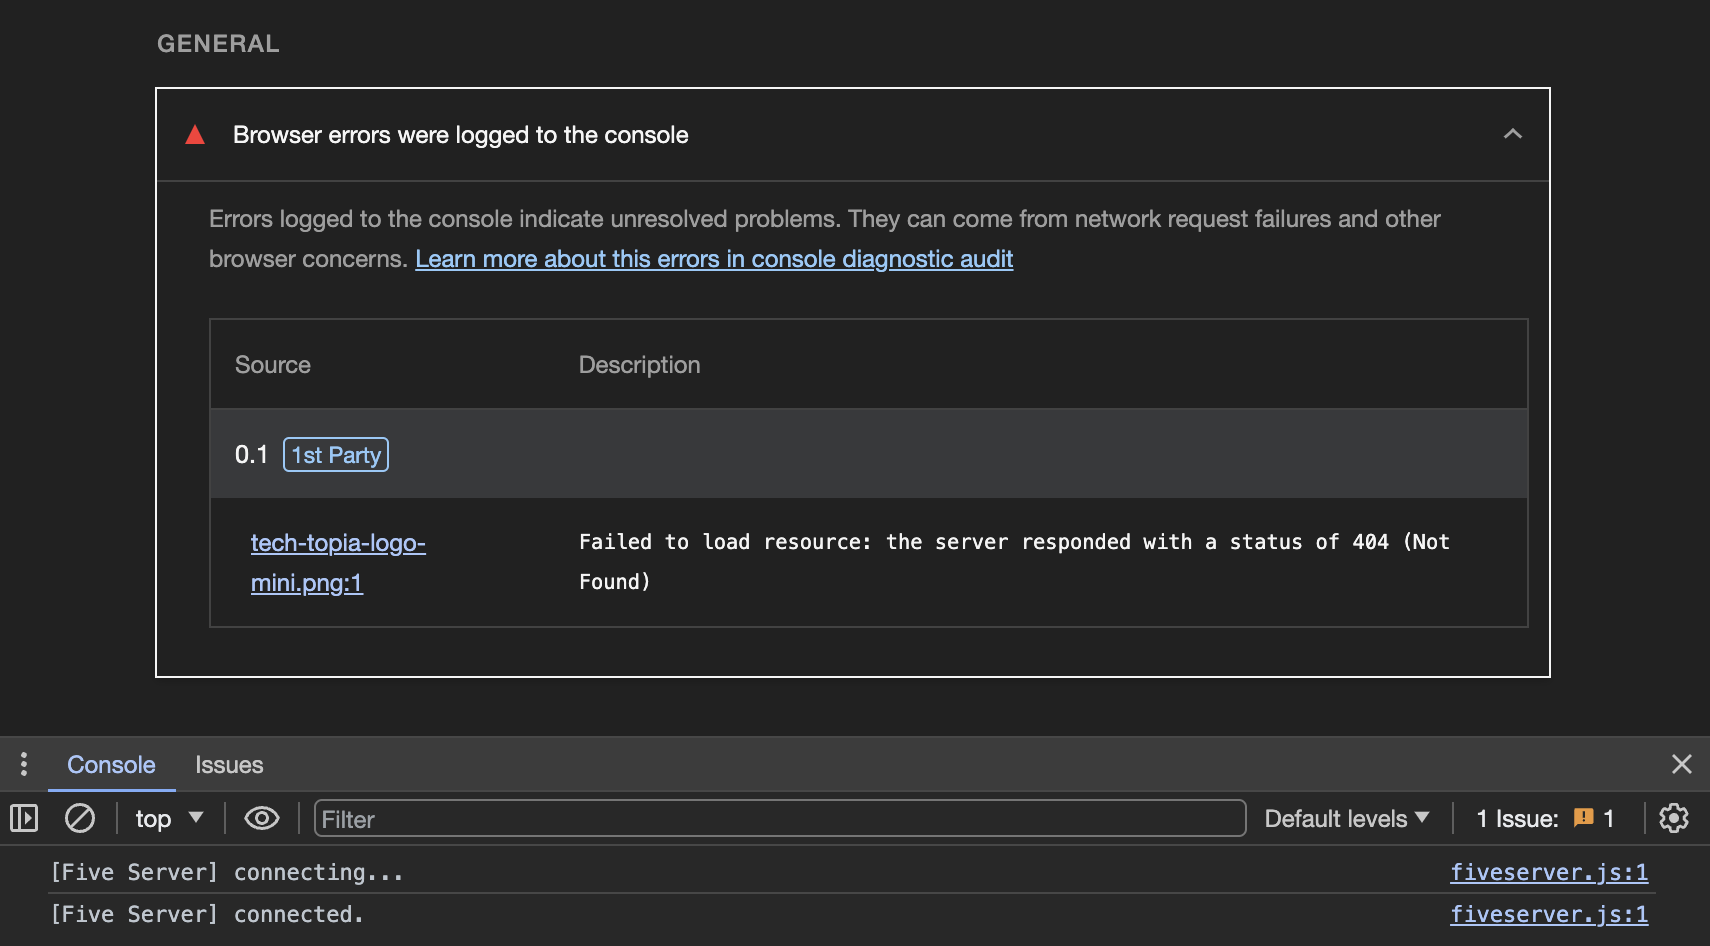 GENERAL
Browser errors were logged to the console
Errors logged to the console indicate unresolved problems. They can come from network request failures and other
browser concerns. Learn more about this errors in console diagnostic audit
Source Description
0.1 1st Party
tech-topia-logo-
mini.png:1
Failed to load resource: the server responded with a status of 404 (Not
Found)
Console Issues
top Filter Default levels 1 Issue: 1
[Five Server] connecting... fiveserver.js:1
[Five Server] connected. fiveserver.js:1